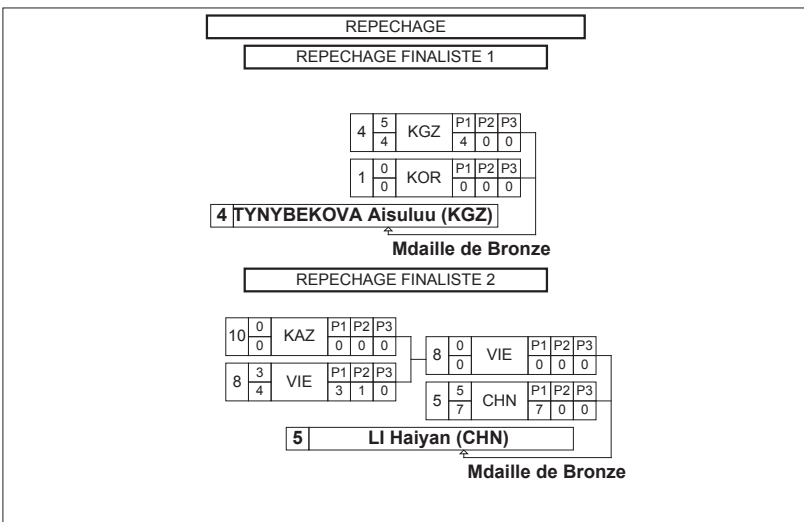 REPECHAGE
REPECHAGE FINALISTE 1
4 5 KGZ P1 P2 P3
4 4 0 0
1 0 KOR P1 P2 P3
0 0 0 0
4 TYNYBEKOVA Aisuluu (KGZ)
Mdaille de Bronze
REPECHAGE FINALISTE 2
10 0 KAZ P1 P2 P3
0 0 0 0
8 3 VIE P1 P2 P3
4 3 1 0
8 0 VIE P1 P2 P3
0 0 0 0
5 5 CHN P1 P2 P3
7 7 0 0
5 LI Haiyan (CHN)
Mdaille de Bronze